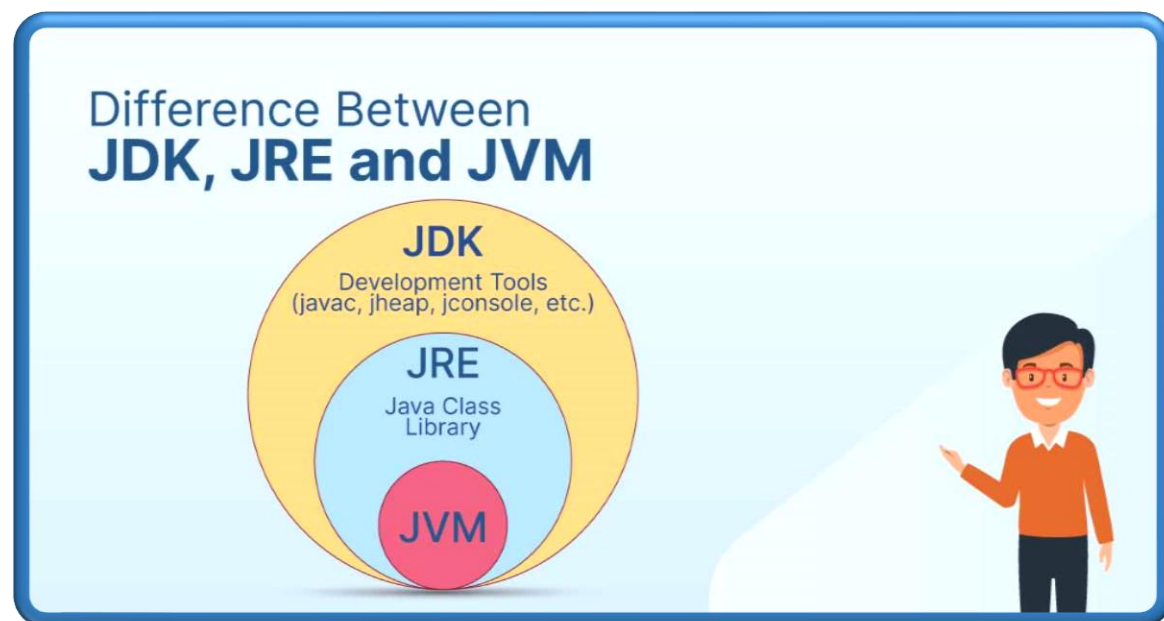 Difference Between
JDK, JRE and JVM
JDK
Development Tools
(javac, jheap, jconsole, etc.)
JRE
Java Class
Library
JVM